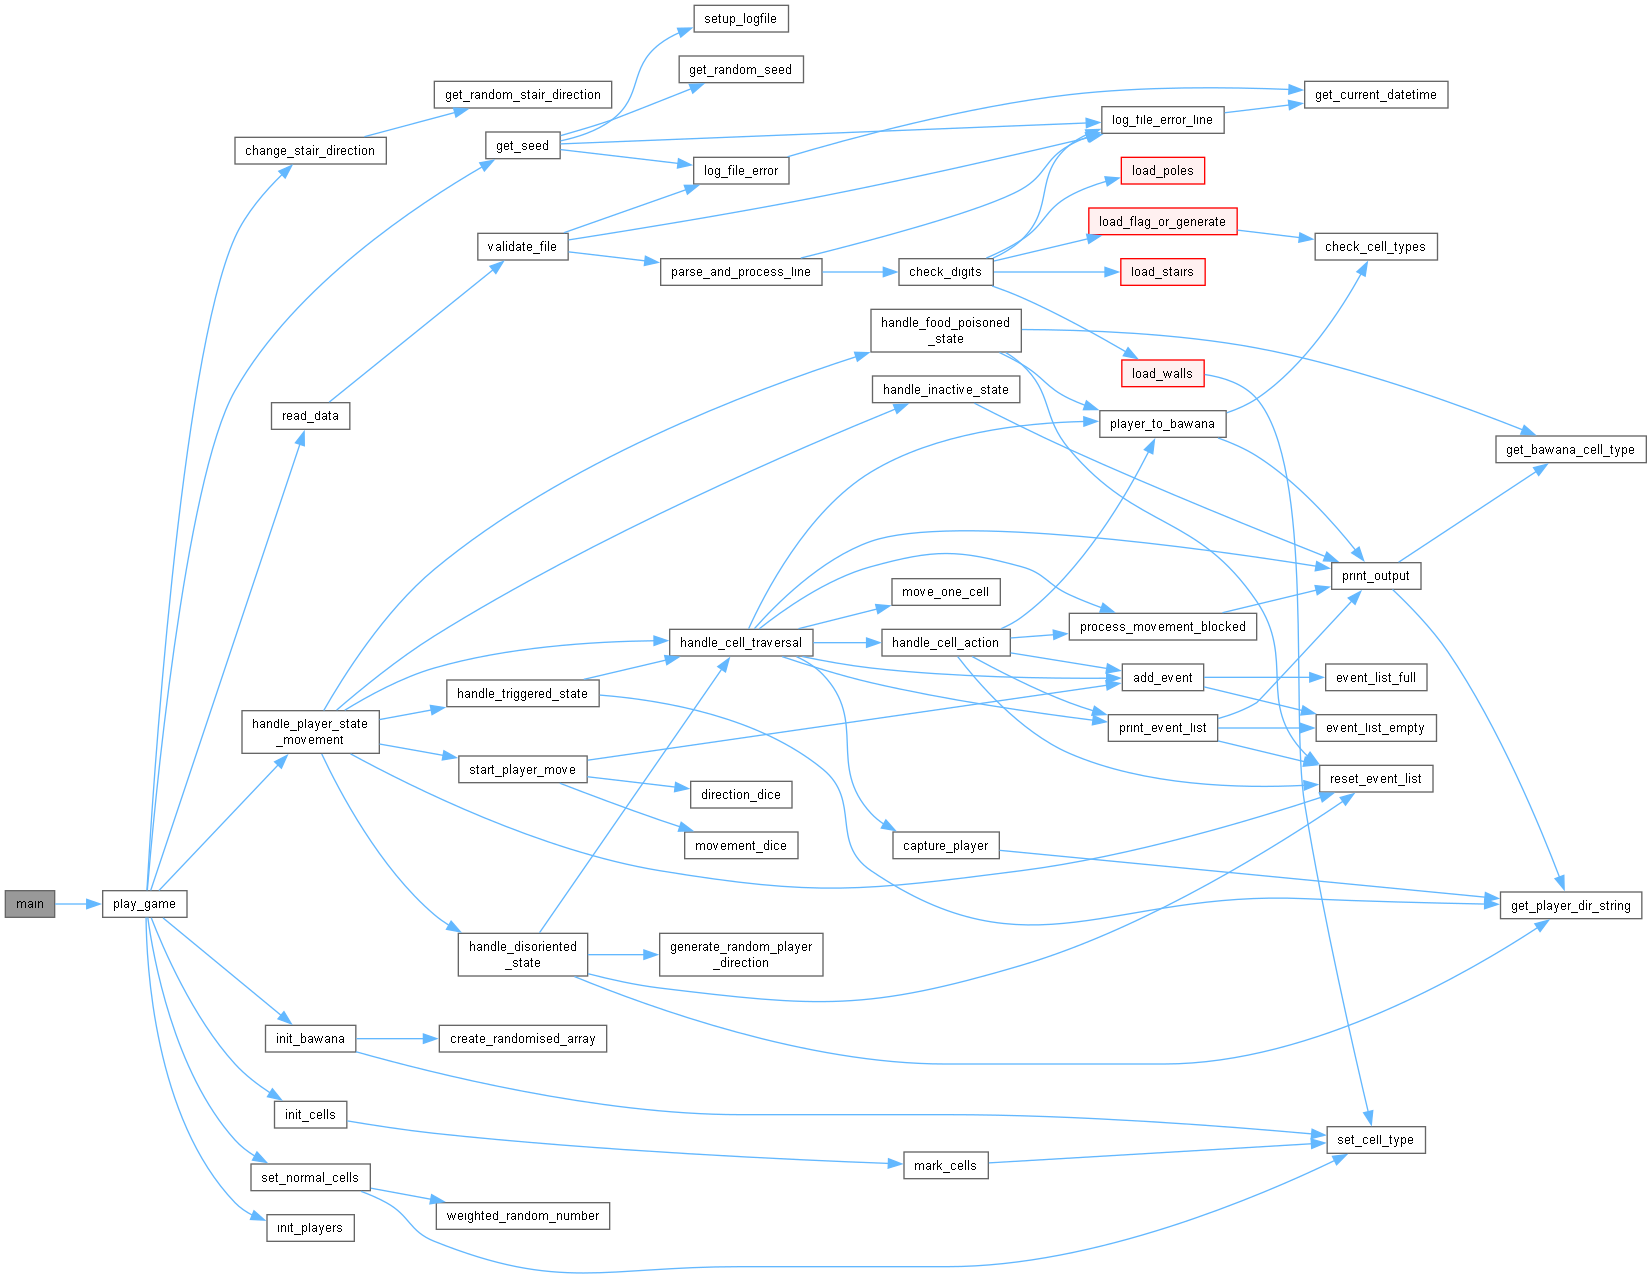 setup_logfile
get_random_seed
get_random_stair_direction
get_current_datetime
log_file_error_line
change_stair_direction
get_seed
log_file_error
load_poles
load_flag_or_generate
validate_file
check_cell_types
parse_and_process_line
check_digits
load_stairs
handle_food_poisoned
_state
load_walls
handle_inactive_state
read_data
player_to_bawana
get_bawana_cell_type
print_output
move_one_cell
process_movement_blocked
handle_cell_traversal
handle_cell_action
add_event
event_list_full
handle_triggered_state
handle_player_state
_movement
print_event_list
event_list_empty
start_player_move
reset_event_list
direction_dice
movement_dice
capture_player
main
play_game
get_player_dir_string
handle_disoriented
_state
generate_random_player
_direction
init_bawana
create_randomised_array
init_cells
set_cell_type
mark_cells
set_normal_cells
weighted_random_number
init_players